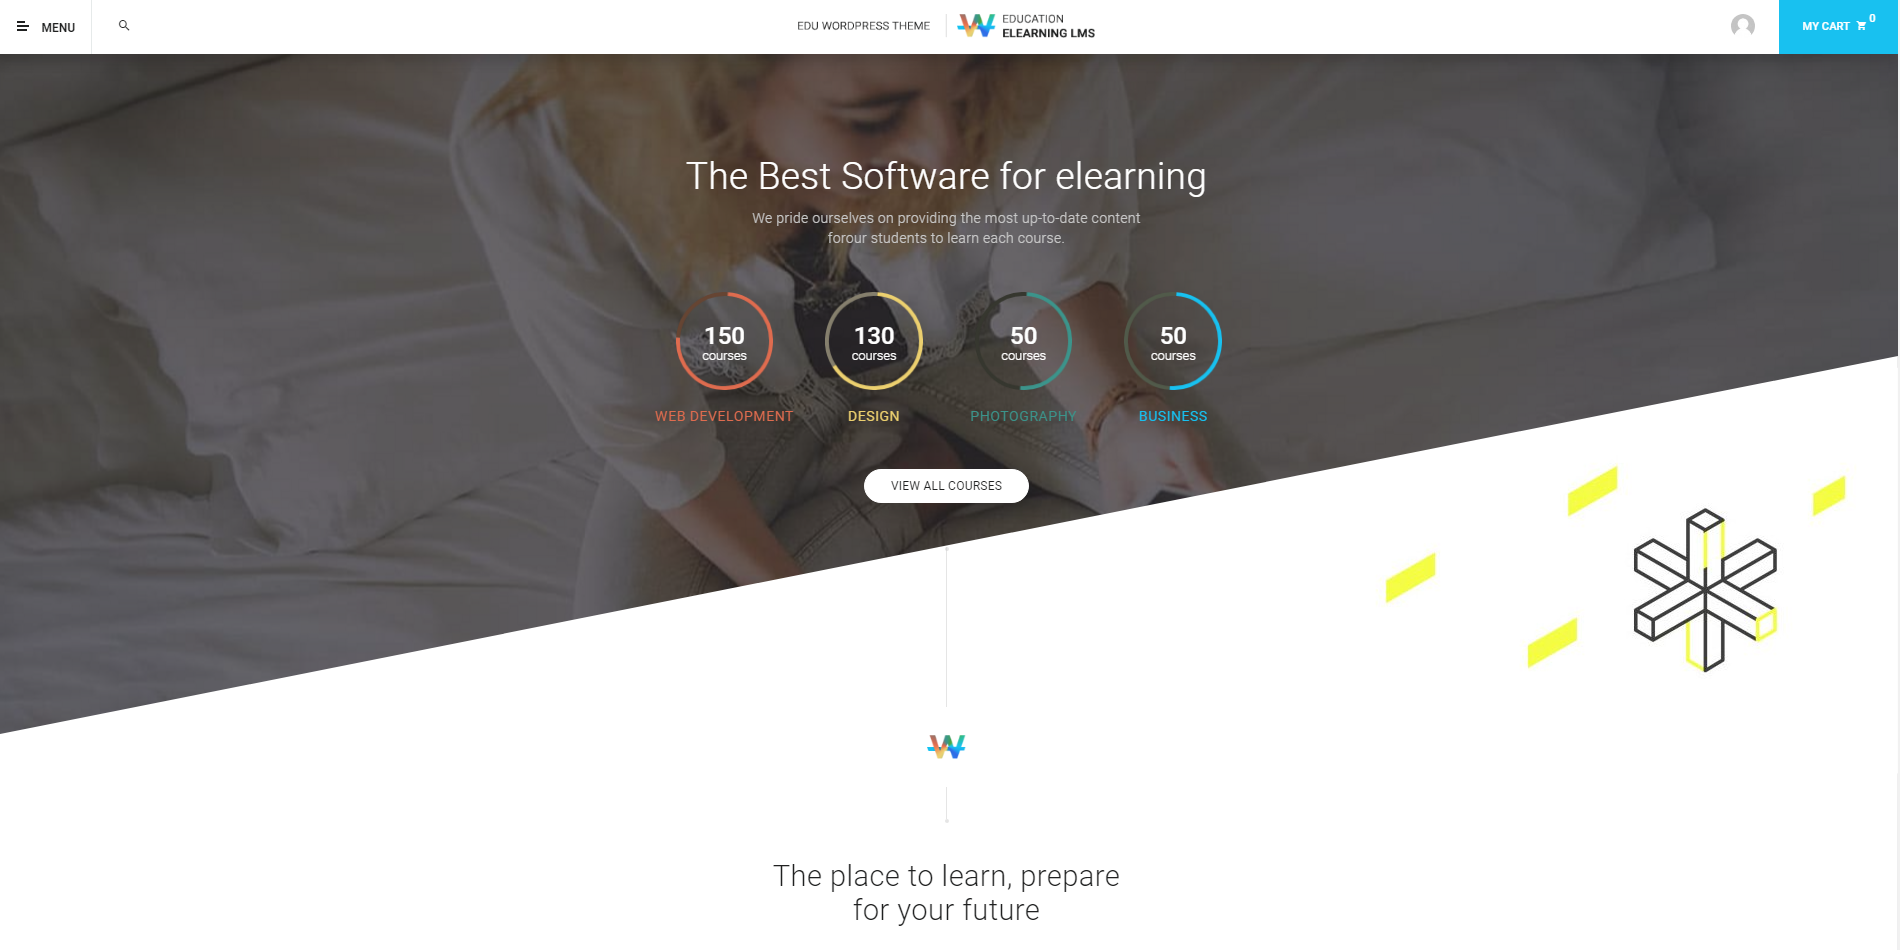 MENU
EDU WORDPRESS THEME
EDUCATION
ELEARNING LMS
MY CART 0
The Best Software for elearning
We pride ourselves on providing the most up-to-date content
forour students to learn each course.
150
courses
WEB DEVELOPMENT
130
courses
DESIGN
50
courses
PHOTOGRAPHY
50
courses
BUSINESS
VIEW ALL COURSES
W
The place to learn, prepare
for your future